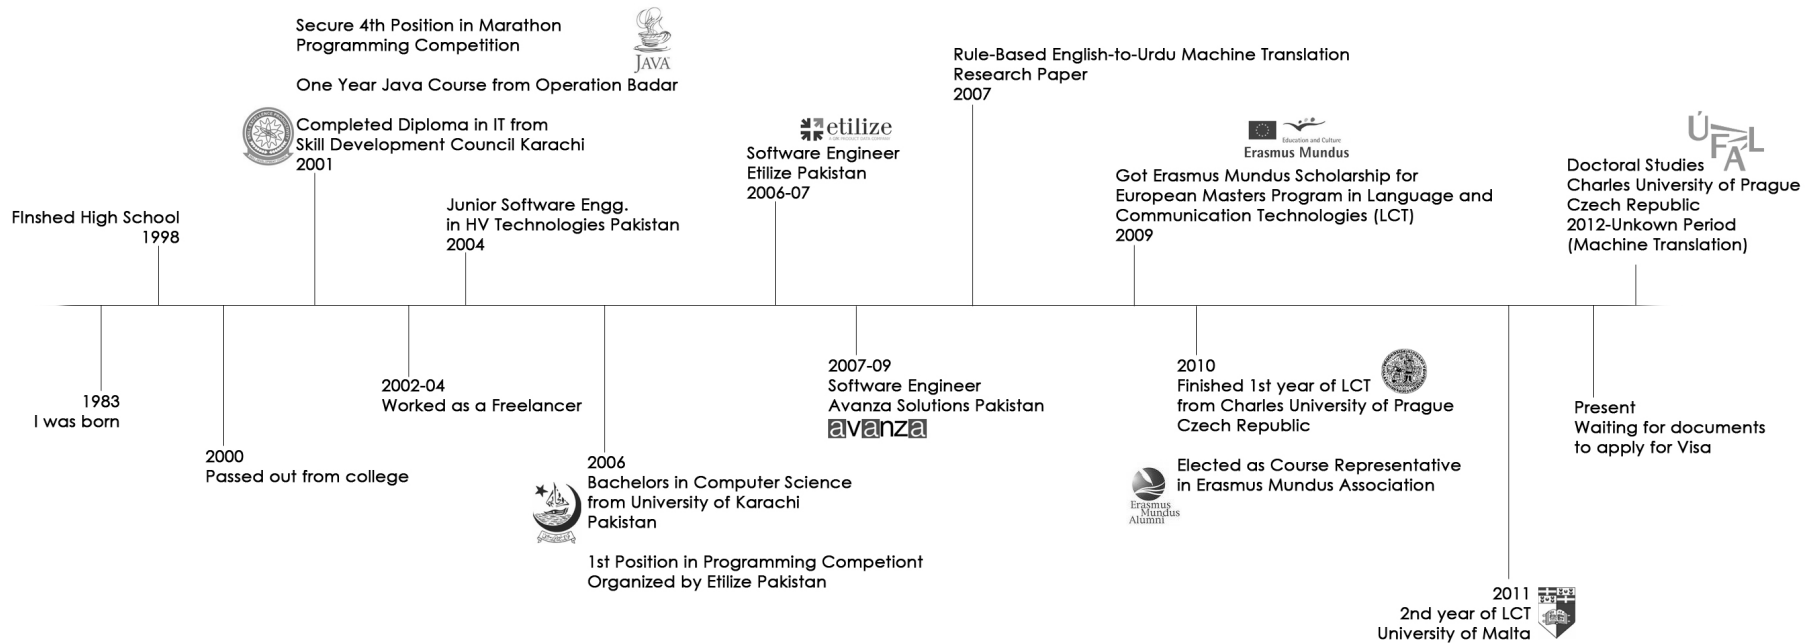 Secure 4th Position in Marathon
Programming Competition
JAVA
One Year Java Course from Operation Badar
Completed Diploma in IT from
Skill Development Council Karachi
2001
FInshed High School
1998
Junior Software Engg.
in HV Technologies Pakistan
2004
etilize
Software Engineer
Etilize Pakistan
2006-07
Rule-Based English-to-Urdu Machine Translation
Research Paper
2007
Education and Culture
Erasmus Mundus
Got Erasmus Mundus Scholarship for
European Masters Program in Language and
Communication Technologies (LCT)
2009
ÚFAL
Doctoral Studies
Charles University of Prague
Czech Republic
2012-Unkown Period
(Machine Translation)
1983
I was born
2000
Passed out from college
2002-04
Worked as a Freelancer
2006
Bachelors in Computer Science
from University of Karachi
Pakistan
1st Position in Programming Competiont
Organized by Etilize Pakistan
2007-09
Software Engineer
Avanza Solutions Pakistan
avanza
2010
Finished 1st year of LCT
from Charles University of Prague
Czech Republic
Elected as Course Representative
in Erasmus Mundus Association
Erasmus
Mundus
Alumni
2011
2nd year of LCT
University of Malta
Present
Waiting for documents
to apply for Visa